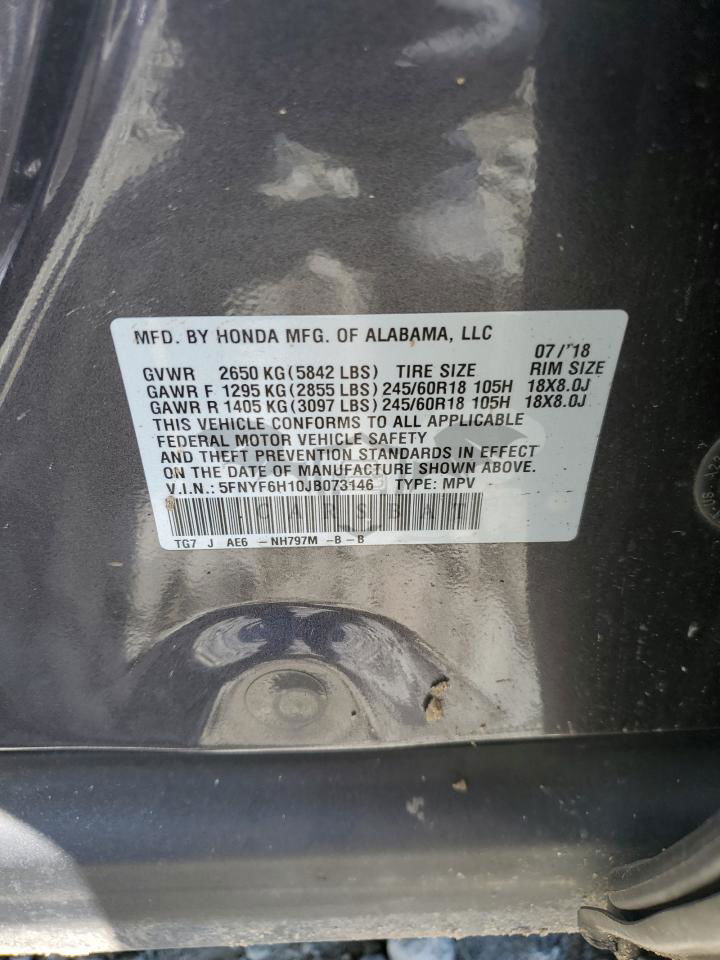 MFD. BY HONDA MFG. OF ALABAMA, LLC 07/'18
GVWR 2650 KG (5842 LBS) TIRE SIZE RIM SIZE
GAWR F 1295 KG (2855 LBS) 245/60R18 105H 18X8.0J
GAWR R 1405 KG (3097 LBS) 245/60R18 105H 18X8.0J
THIS VEHICLE CONFORMS TO ALL APPLICABLE
FEDERAL MOTOR VEHICLE SAFETY
AND THEFT PREVENTION STANDARDS IN EFFECT
ON THE DATE OF MANUFACTURE SHOWN ABOVE.
V.I.N.: 5FNYF6H10JB073146 TYPE: MPV
CARSBAT
TG7 J AE6 -NH797M -B-B